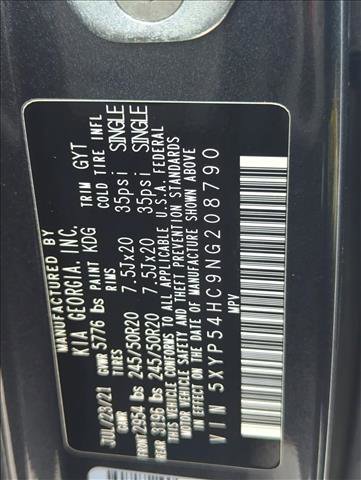 MANUFACTURED BY
KIA GEORGIA, INC.
JUL/23/21 GVWR 5776 lbs PAINT KDG TRIM GYT
GAWR TIRES RIMS COLD TIRE INFL
2954 lbs 245/50R20 7.5Jx20 35psi SINGLE
REAR 3196 lbs 245/50R20 7.5Jx20 35psi SINGLE
THIS VEHICLE CONFORMS TO ALL APPLICABLE U.S.A. FEDERAL
MOTOR VEHICLE SAFETY AND THEFT PREVENTION STANDARDS
IN EFFECT ON THE DATE OF MANUFACTURE SHOWN ABOVE
VIN 5XYP54HC9NG208790
MPV